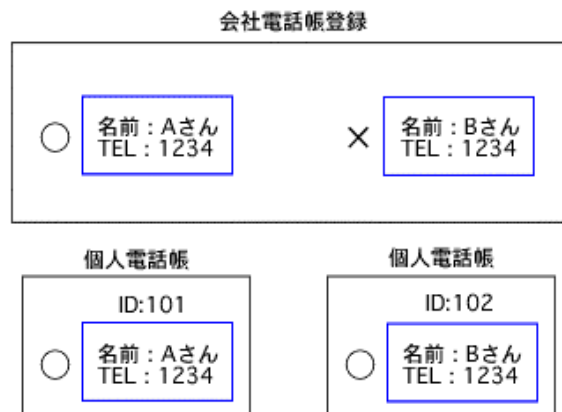 会社電話帳登録
○ 名前：Aさん
TEL：1234
× 名前：Bさん
TEL：1234
個人電話帳
ID:101
○ 名前：Aさん
TEL：1234
個人電話帳
ID:102
○ 名前：Bさん
TEL：1234